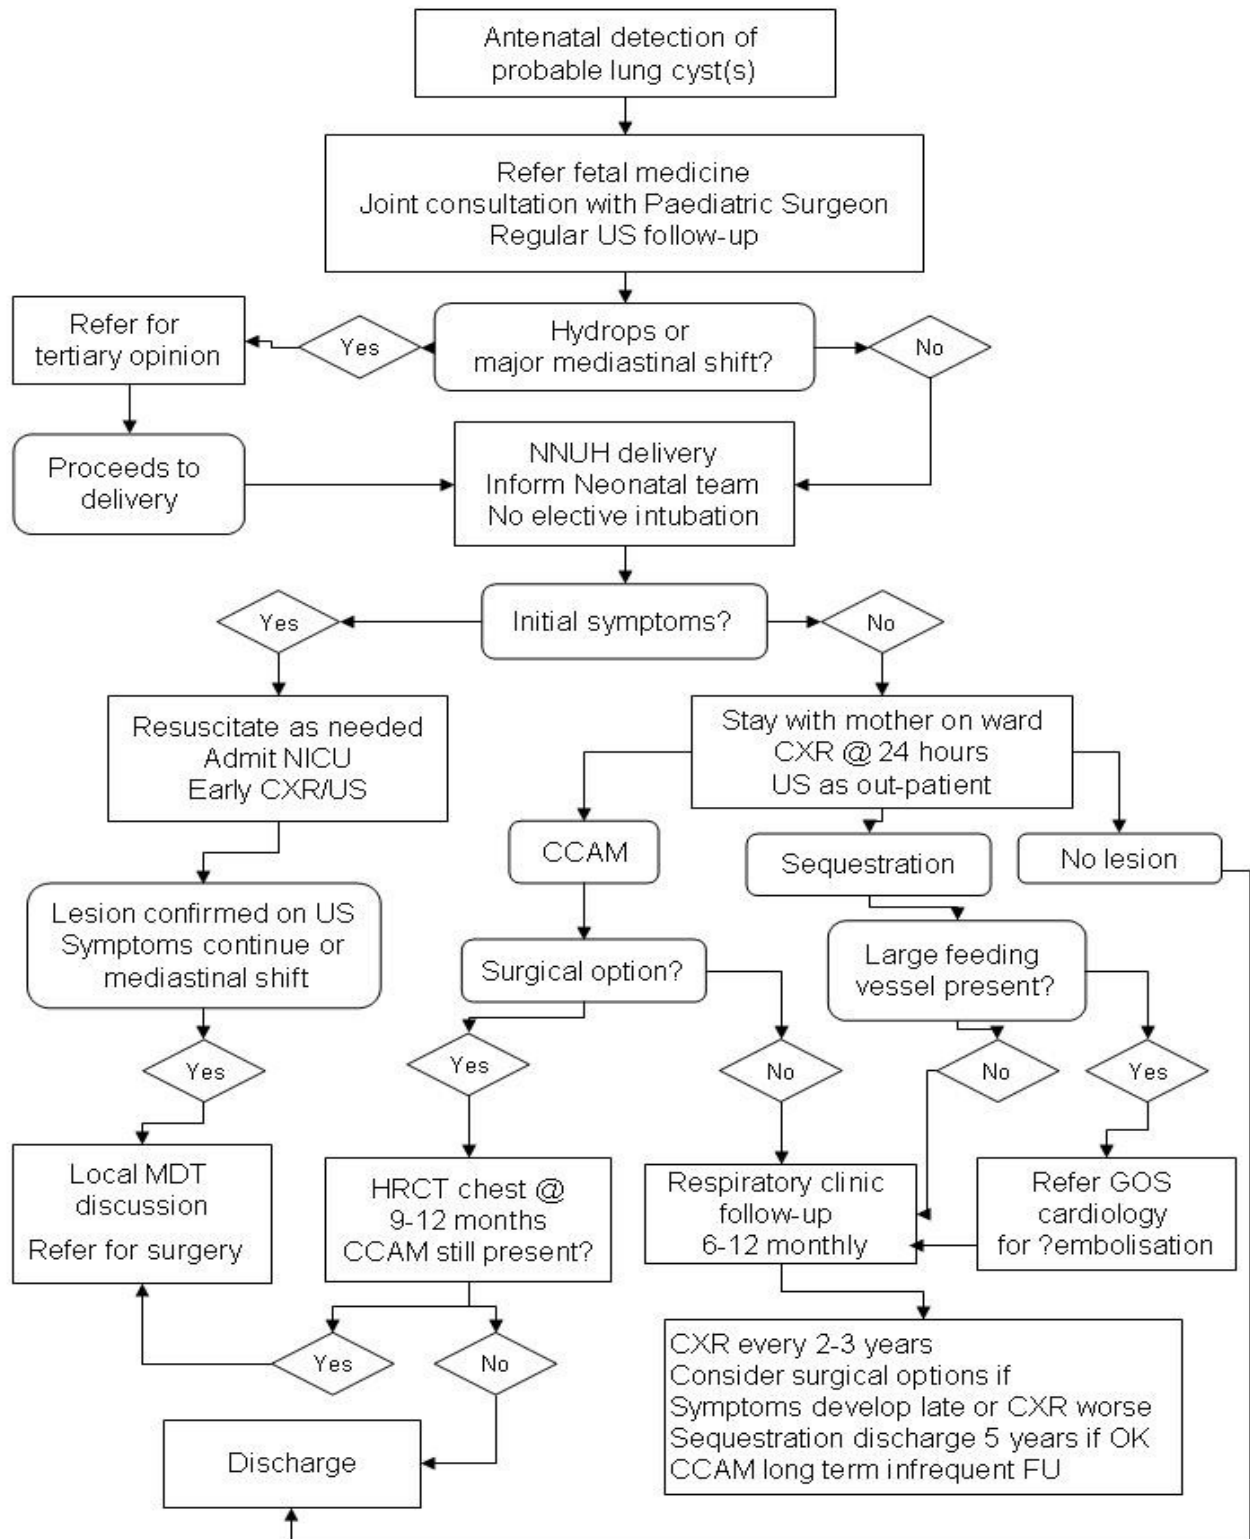 Antenatal detection of
probable lung cyst(s)
Refer fetal medicine
Joint consultation with Paediatric Surgeon
Regular US follow-up
Refer for
tertiary opinion
Yes
Hydrops or
major mediastinal shift?
No
Proceeds to
delivery
NNUH delivery
Inform Neonatal team
No elective intubation
Yes
Initial symptoms?
No
Resuscitate as needed
Admit NICU
Early CXR/US
Stay with mother on ward
CXR @ 24 hours
US as out-patient
CCAM
Sequestration
No lesion
Lesion confirmed on US
Symptoms continue or
mediastinal shift
Surgical option?
Large feeding
vessel present?
Yes
Yes
No
No
Yes
Local MDT
discussion
Refer for surgery
HRCT chest @
9-12 months
CCAM still present?
Respiratory clinic
follow-up
6-12 monthly
Refer GOS
cardiology
for ?embolisation
Yes
No
CXR every 2-3 years
Consider surgical options if
Symptoms develop late or CXR worse
Sequestration discharge 5 years if OK
CCAM long term infrequent FU
Discharge